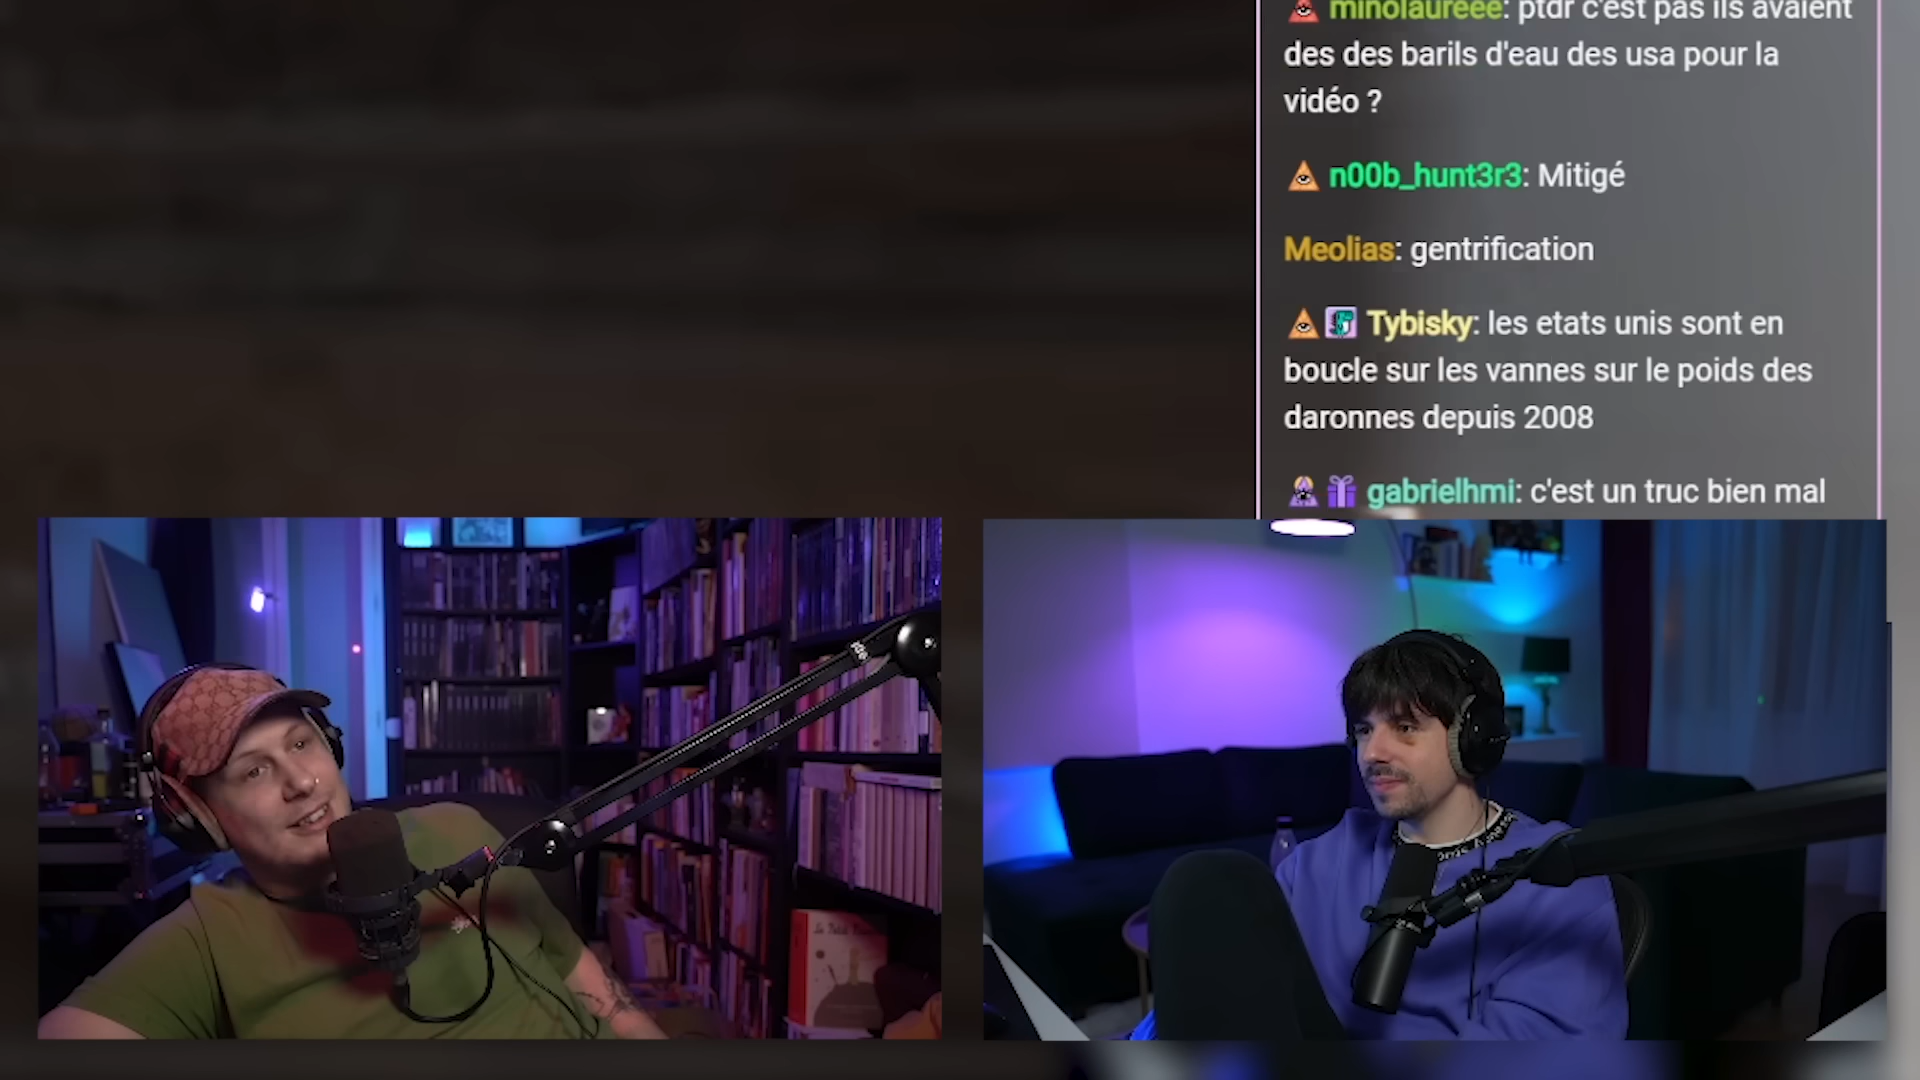 minolaureee: ptdr c'est pas ils avaient
des des barils d'eau des usa pour la
vidéo ?
n00b_hunt3r3: Mitigé
Meolias: gentrification
Tybisky: les etats unis sont en
boucle sur les vannes sur le poids des
daronnes depuis 2008
gabrielhmi: c'est un truc bien mal
Le Petit